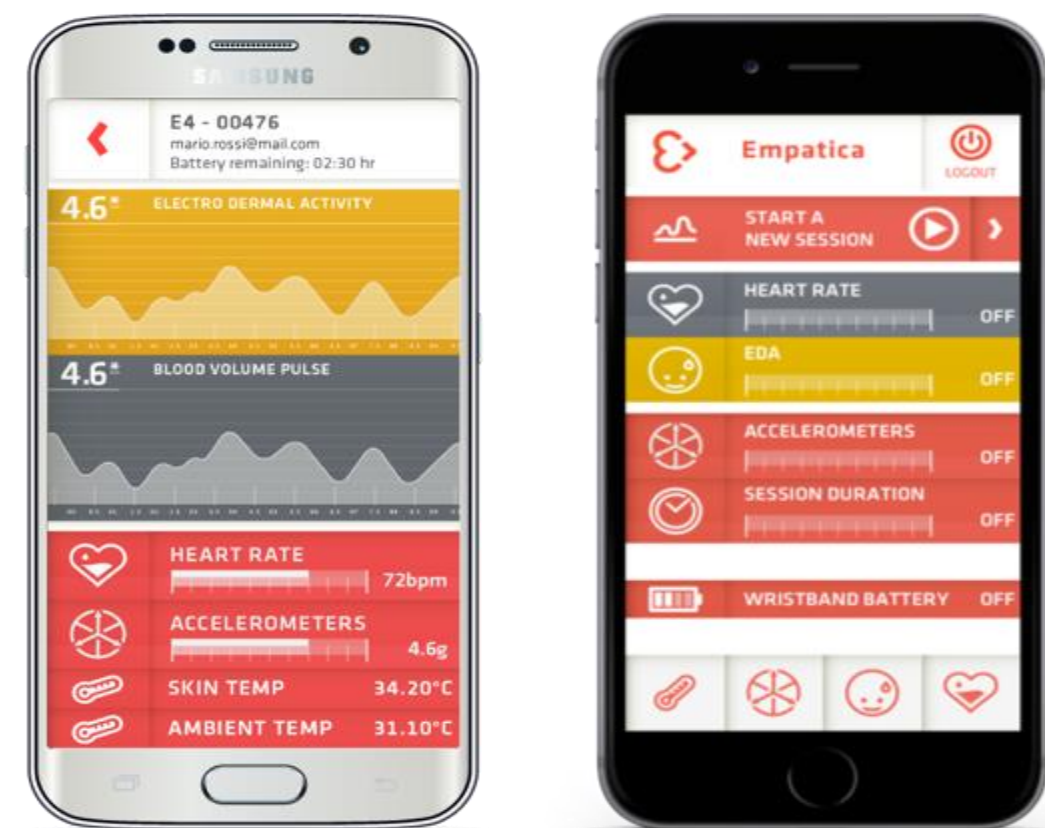 SAMSUNG
E4 - 00476
mario.rossi@mail.com
Battery remaining: 02:30 hr
4.6*
ELECTRO DERMAL ACTIVITY
4.6*
BLOOD VOLUME PULSE
HEART RATE
72bpm
ACCELEROMETERS
4.6g
SKIN TEMP 34.20°C
AMBIENT TEMP 31.10°C
Empatica
LOGOUT
START A
NEW SESSION
HEART RATE
OFF
EDA
OFF
ACCELEROMETERS
OFF
SESSION DURATION
OFF
WRISTBAND BATTERY OFF